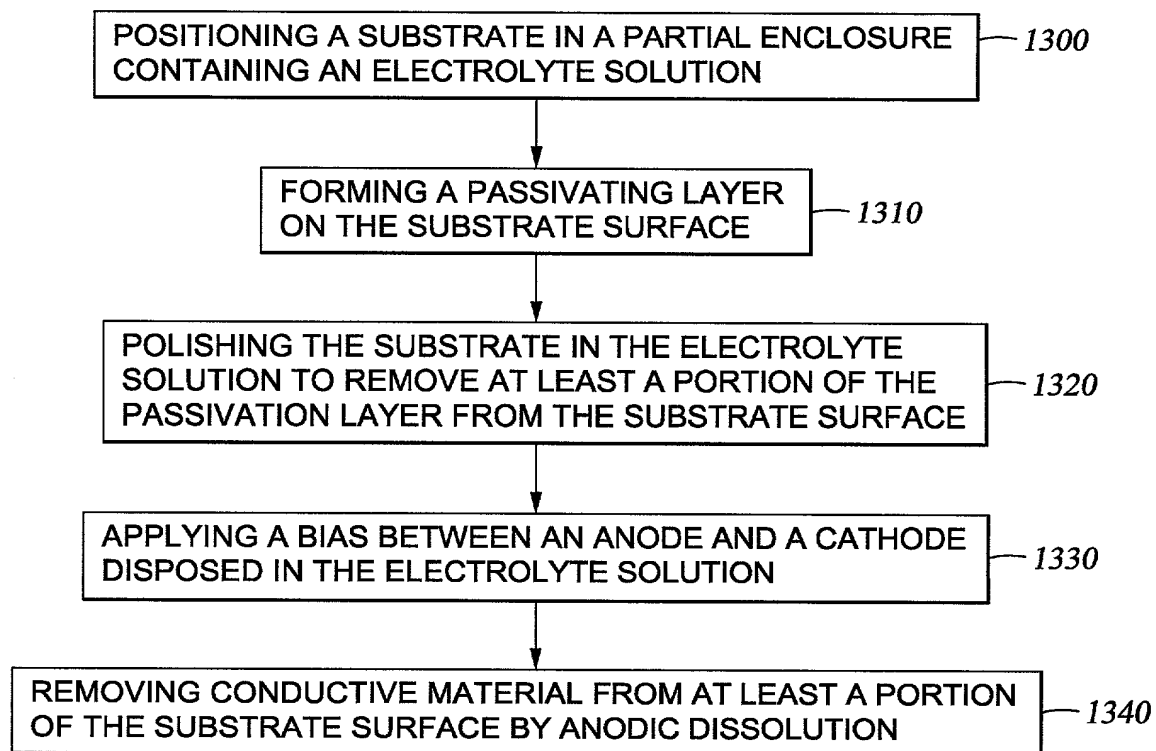 POSITIONING A SUBSTRATE IN A PARTIAL ENCLOSURE
CONTAINING AN ELECTROLYTE SOLUTION
1300
FORMING A PASSIVATING LAYER
ON THE SUBSTRATE SURFACE
1310
POLISHING THE SUBSTRATE IN THE ELECTROLYTE
SOLUTION TO REMOVE AT LEAST A PORTION OF THE
PASSIVATION LAYER FROM THE SUBSTRATE SURFACE
1320
APPLYING A BIAS BETWEEN AN ANODE AND A CATHODE
DISPOSED IN THE ELECTROLYTE SOLUTION
1330
REMOVING CONDUCTIVE MATERIAL FROM AT LEAST A PORTION
OF THE SUBSTRATE SURFACE BY ANODIC DISSOLUTION
1340